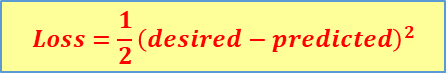 Loss = 1/2 (desired − predicted)²